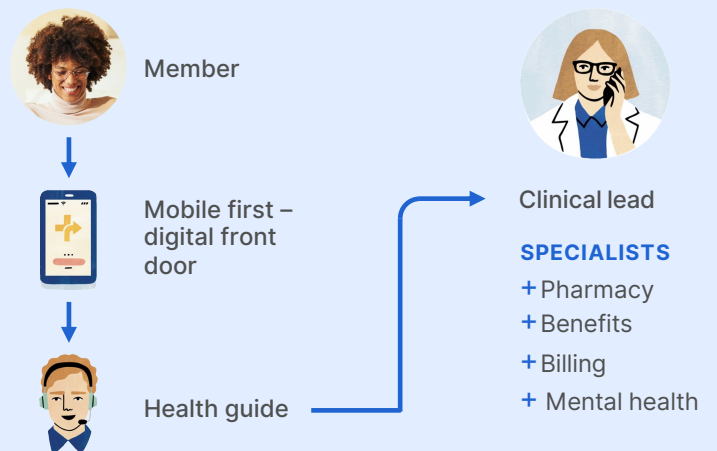 Member
Mobile first –
digital front
door
Health guide
Clinical lead
SPECIALISTS
+ Pharmacy
+ Benefits
+ Billing
+ Mental health